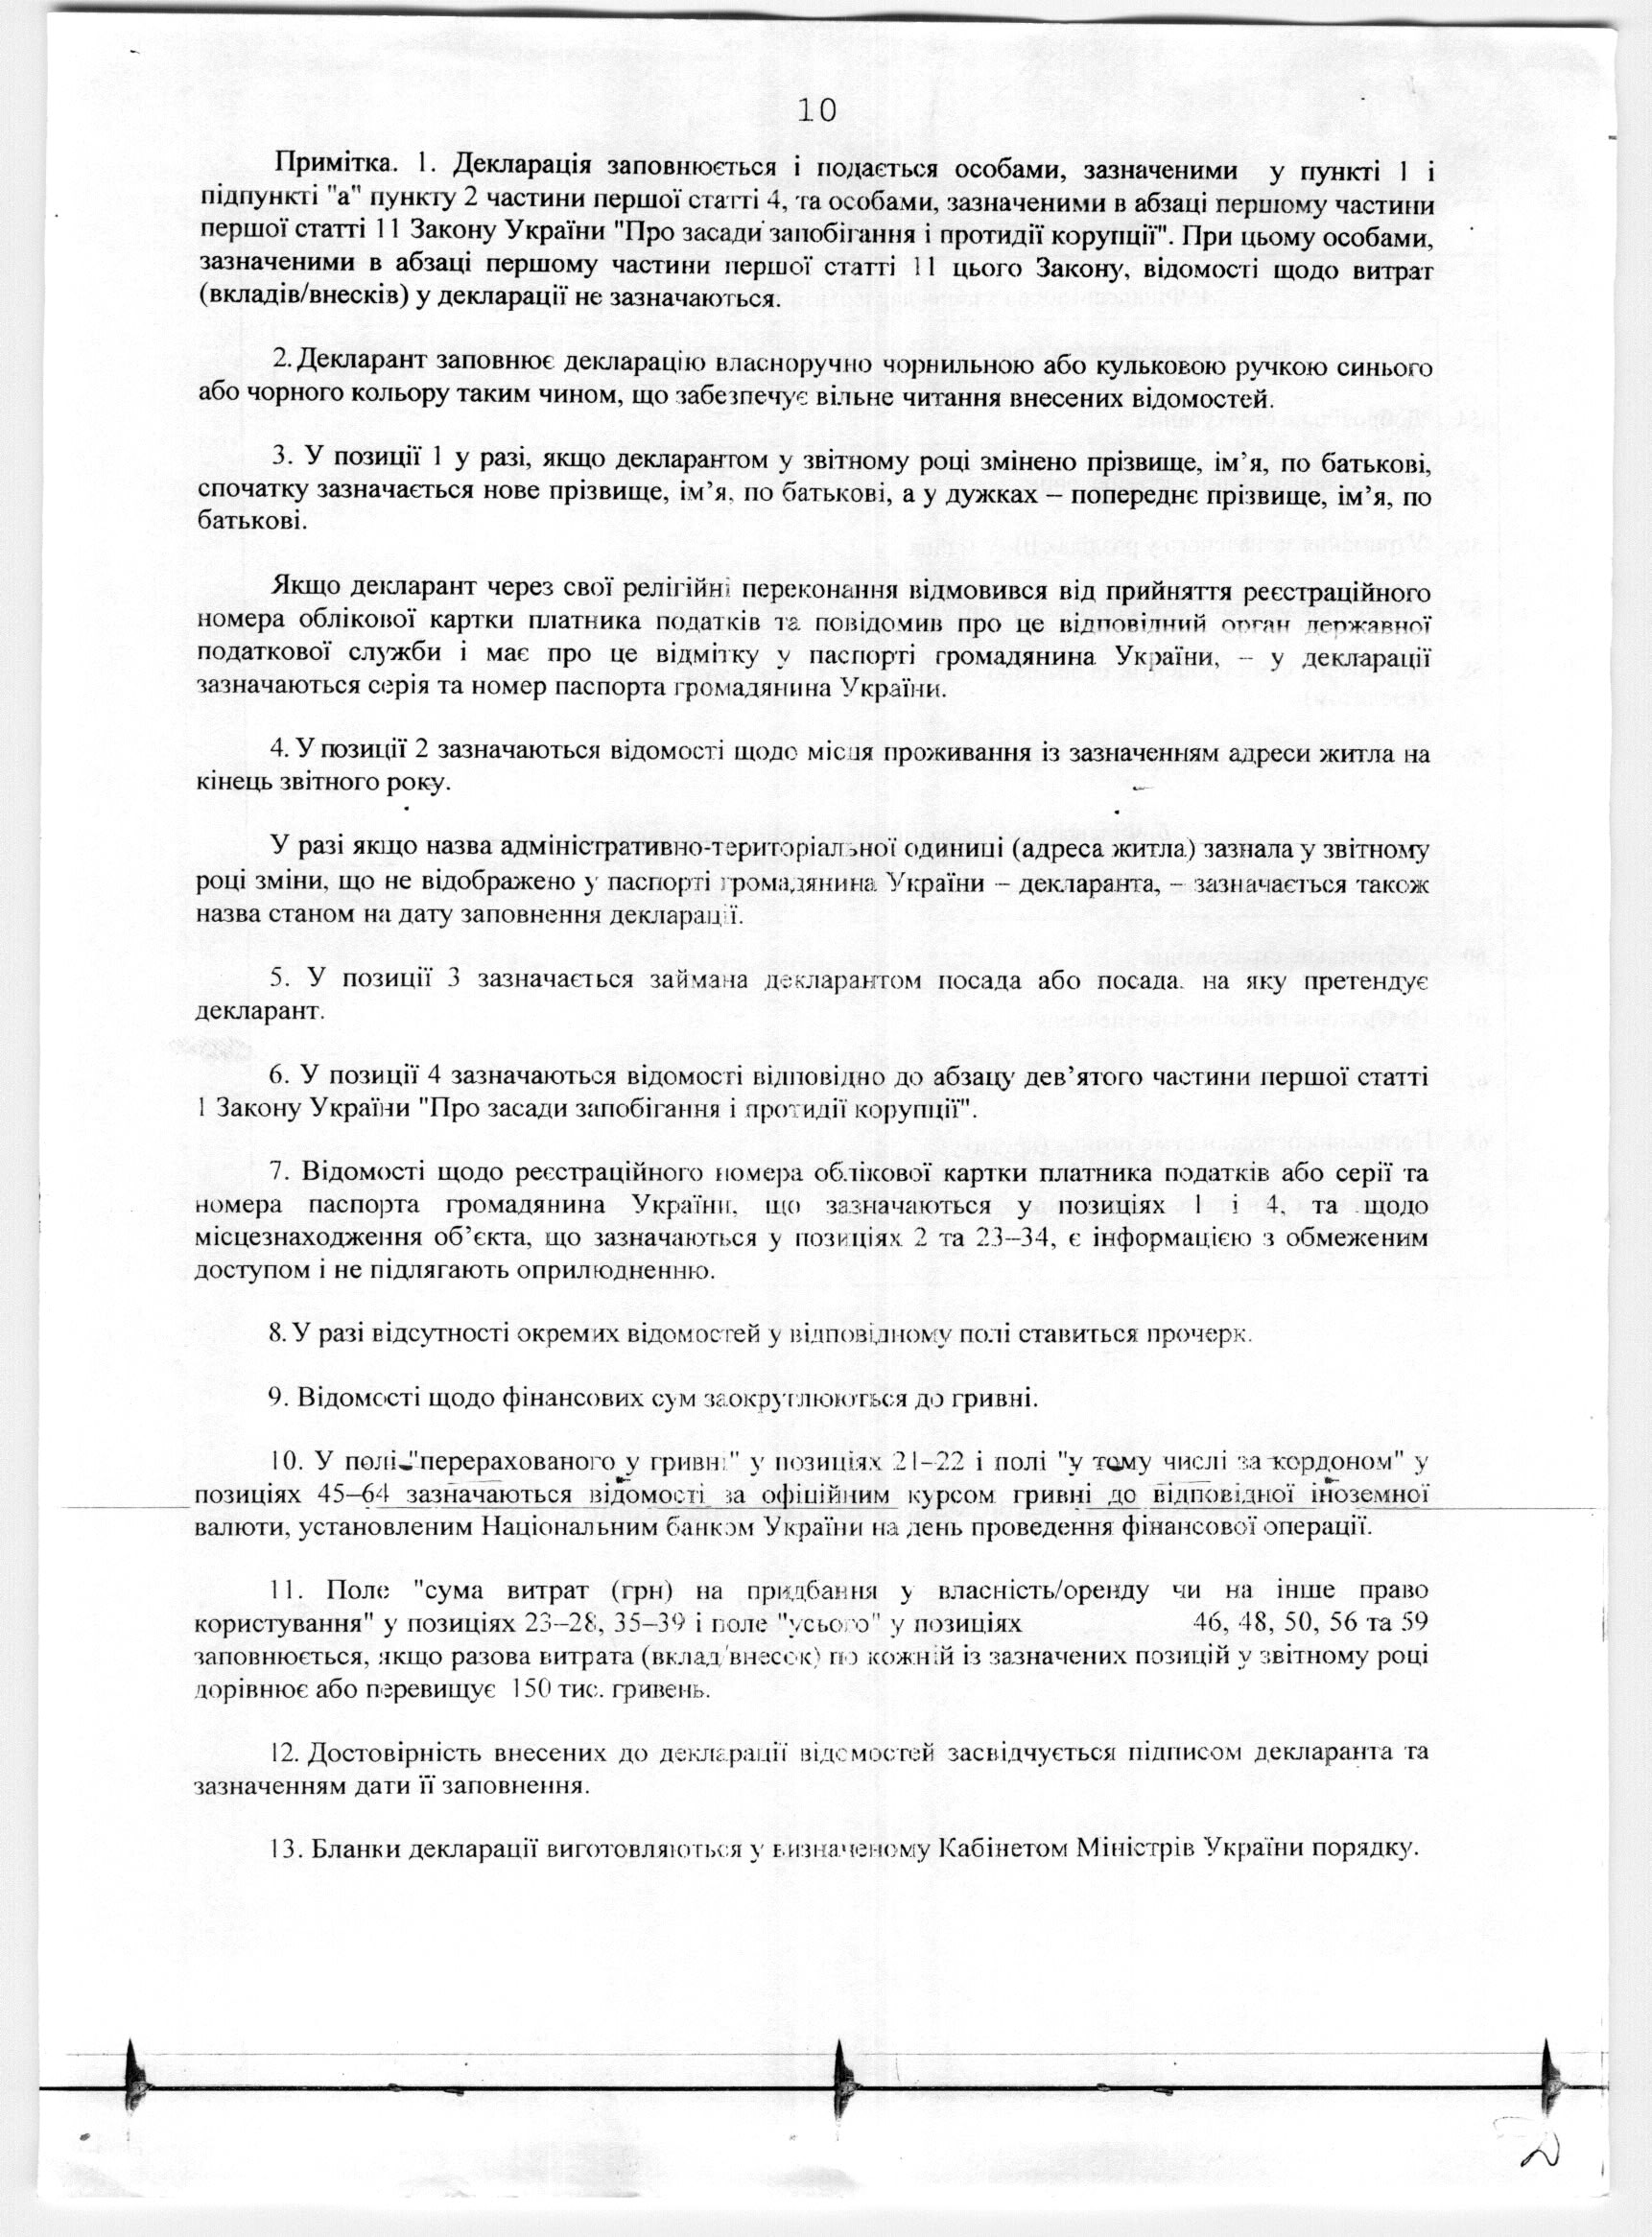 10
Примітка. 1. Декларація заповнюється і подається особами, зазначеними у пункті 1 і
підпункті "а" пункту 2 частини першої статті 4, та особами, зазначеними в абзаці першому частини
першої статті 11 Закону України "Про засади запобігання і протидії корупції". При цьому особами,
зазначеними в абзаці першому частини першої статті 11 цього Закону, відомості щодо витрат
(вкладів/внесків) у декларації не зазначаються.
2. Декларант заповнює декларацію власноручно чорнильною або кульковою ручкою синього
або чорного кольору таким чином, що забезпечує вільне читання внесених відомостей.
3. У позиції 1 у разі, якщо декларантом у звітному році змінено прізвище, ім’я, по батькові,
спочатку зазначається нове прізвище, ім’я, по батькові, а у дужках – попереднє прізвище, ім’я, по
батькові.
Якщо декларант через свої релігійні переконання відмовився від прийняття реєстраційного
номера облікової картки платника податків та повідомив про це відповідний орган державної
податкової служби і має про це відмітку у паспорті громадянина України, – у декларації
зазначаються серія та номер паспорта громадянина України.
4. У позиції 2 зазначаються відомості щодо місця проживання із зазначенням адреси житла на
кінець звітного року.
У разі якщо назва адміністративно-територіальної одиниці (адреса житла) зазнала у звітному
році зміни, що не відображено у паспорті громадянина України – декларанта, – зазначається також
назва станом на дату заповнення декларації.
5. У позиції 3 зазначається займана декларантом посада або посада, на яку претендує
декларант.
6. У позиції 4 зазначаються відомості відповідно до абзацу дев’ятого частини першої статті
1 Закону України "Про засади запобігання і протидії корупції".
7. Відомості щодо реєстраційного номера облікової картки платника податків або серії та
номера паспорта громадянина України, що зазначаються у позиціях 1 і 4, та щодо
місцезнаходження об’єкта, що зазначаються у позиціях 2 та 23–34, є інформацією з обмеженим
доступом і не підлягають оприлюдненню.
8. У разі відсутності окремих відомостей у відповідному полі ставиться прочерк.
9. Відомості щодо фінансових сум заокруглюються до гривні.
10. У полі "перерахованого у гривні" у позиціях 21–22 і полі "у тому числі за кордоном" у
позиціях 45–64 зазначаються відомості за офіційним курсом гривні до відповідної іноземної
валюти, установленим Національним банком України на день проведення фінансової операції.
11. Поле "сума витрат (грн) на придбання у власність/оренду чи на інше право
користування" у позиціях 23–28, 35–39 і поле "усього" у позиціях 46, 48, 50, 56 та 59
заповнюється, якщо разова витрата (вклад/внесок) по кожній із зазначених позицій у звітному році
дорівнює або перевищує 150 тис. гривень.
12. Достовірність внесених до декларації відомостей засвідчується підписом декларанта та
зазначенням дати її заповнення.
13. Бланки декларації виготовляються у визначеному Кабінетом Міністрів України порядку.